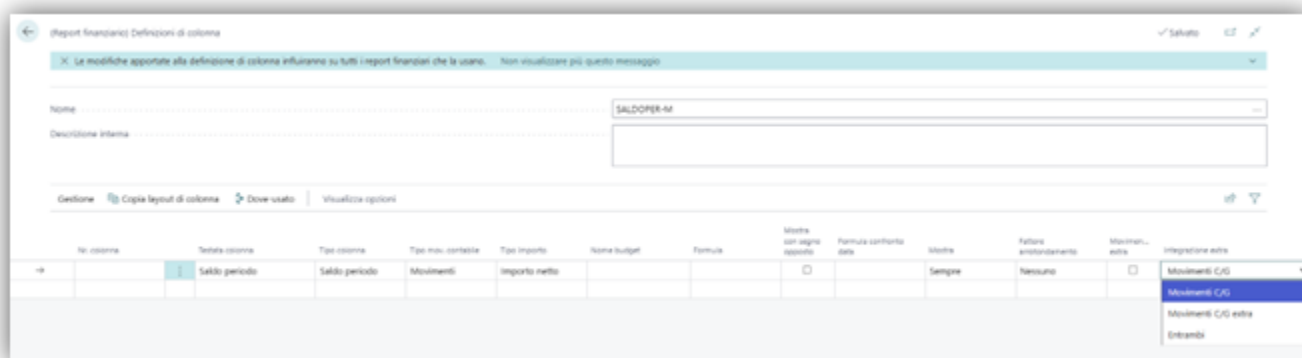 (Report finanziario) Definizioni di colonna
Salvato
Le modifiche apportate alla definizione di colonna influiranno su tutti i report finanziari che la usano. Non visualizzare più questo messaggio
Nome
SALDOPER-M
Descrizione interna
Gestione Copia layout di colonna Dove usato Visualizza opzioni
Nr. colonna Testata colonna Tipo colonna Tipo mov. contabile Tipo importo Nome budget Formula Mostra con segno opposto Formula confronto data Mostra Fattore arrotondamento Movimen... extra Integrazione extra
Saldo periodo Saldo periodo Movimenti Importo netto Sempre Nessuno Movimenti C/G
Movimenti C/G
Movimenti C/G extra
Entrambi